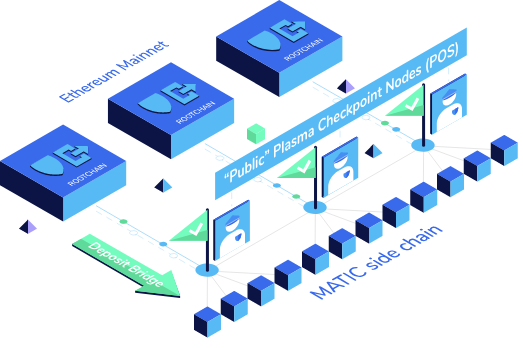 Ethereum Mainnet
ROOTCHAIN
ROOTCHAIN
ROOTCHAIN
"Public" Plasma Checkpoint Nodes (POS)
Deposit Bridge
MATIC side chain